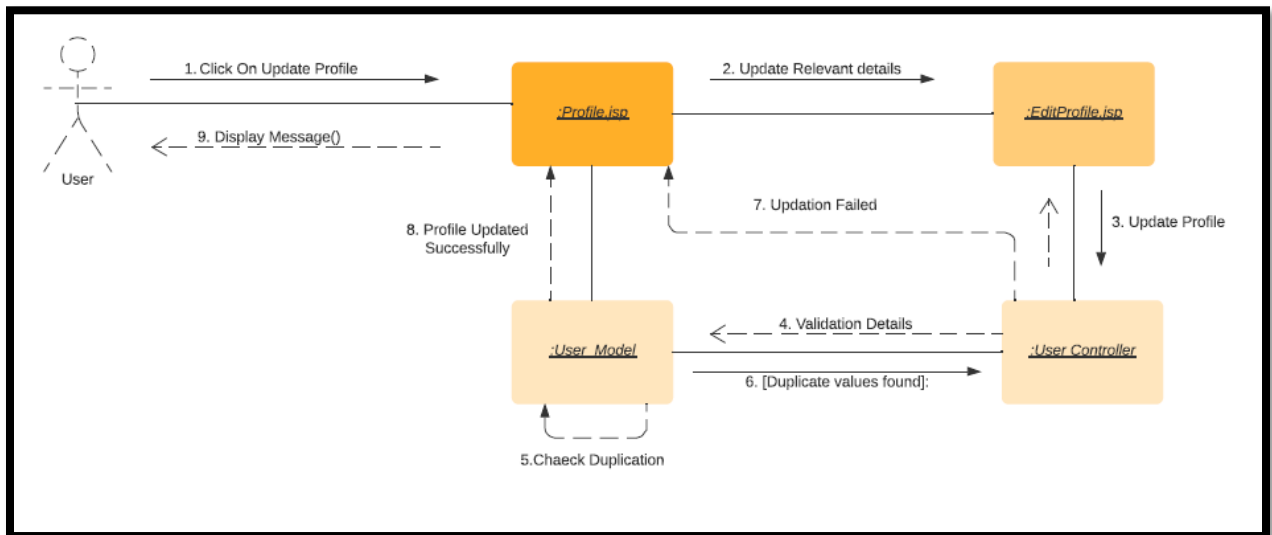 1. Click On Update Profile
2. Update Relevant details
:Profile.jsp
:EditProfile.jsp
9. Display Message()
User
7. Updation Failed
3. Update Profile
8. Profile Updated
Successfully
4. Validation Details
:User_Model
:User Controller
6. [Duplicate values found]:
5.Chaeck Duplication